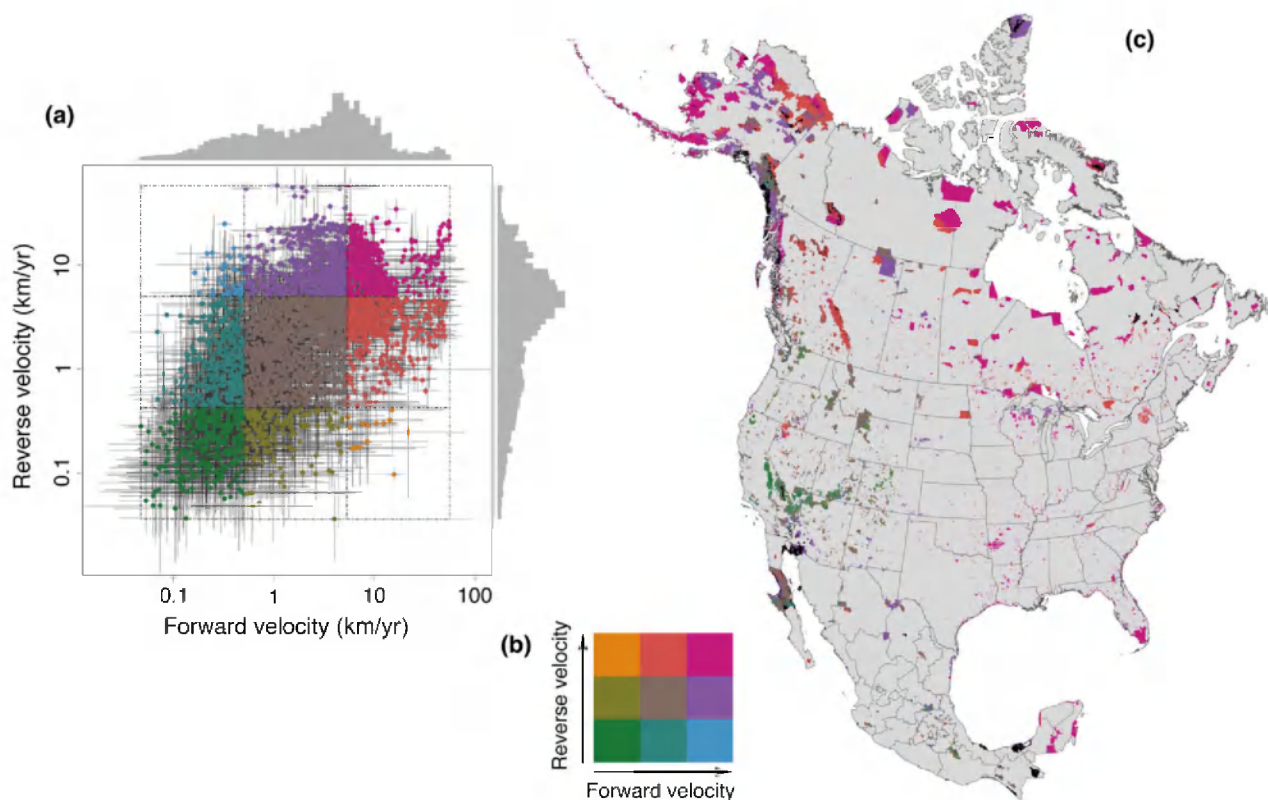 (a)
Reverse velocity (km/yr)
10
1
0.1
0.1 1 10 100
Forward velocity (km/yr)
(b)
Reverse velocity
Forward velocity
(c)